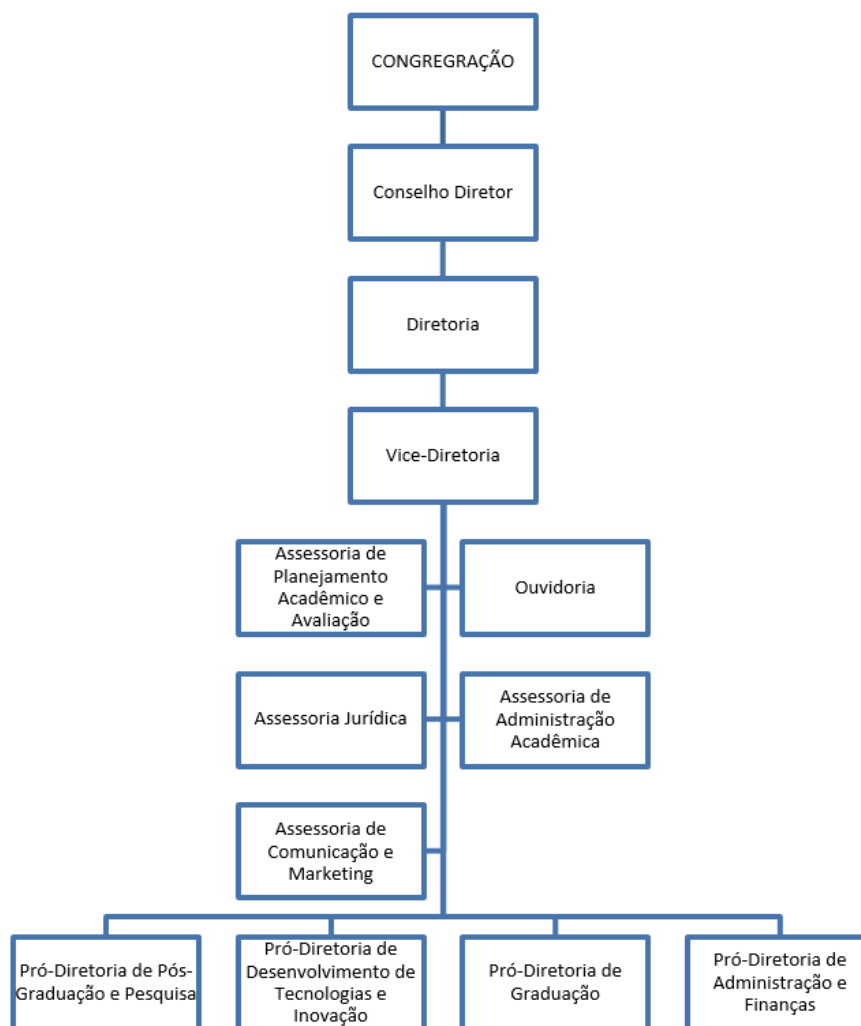 CONGREGRAÇÃO
Conselho Diretor
Diretoria
Vice-Diretoria
Assessoria de
Planejamento
Acadêmico e
Avaliação
Ouvidoria
Assessoria Jurídica
Assessoria de
Administração
Acadêmica
Assessoria de
Comunicação e
Marketing
Pró-Diretoria de Pós-
Graduação e Pesquisa
Pró-Diretoria de
Desenvolvimento de
Tecnologias e
Inovação
Pró-Diretoria de
Graduação
Pró-Diretoria de
Administração e
Finanças